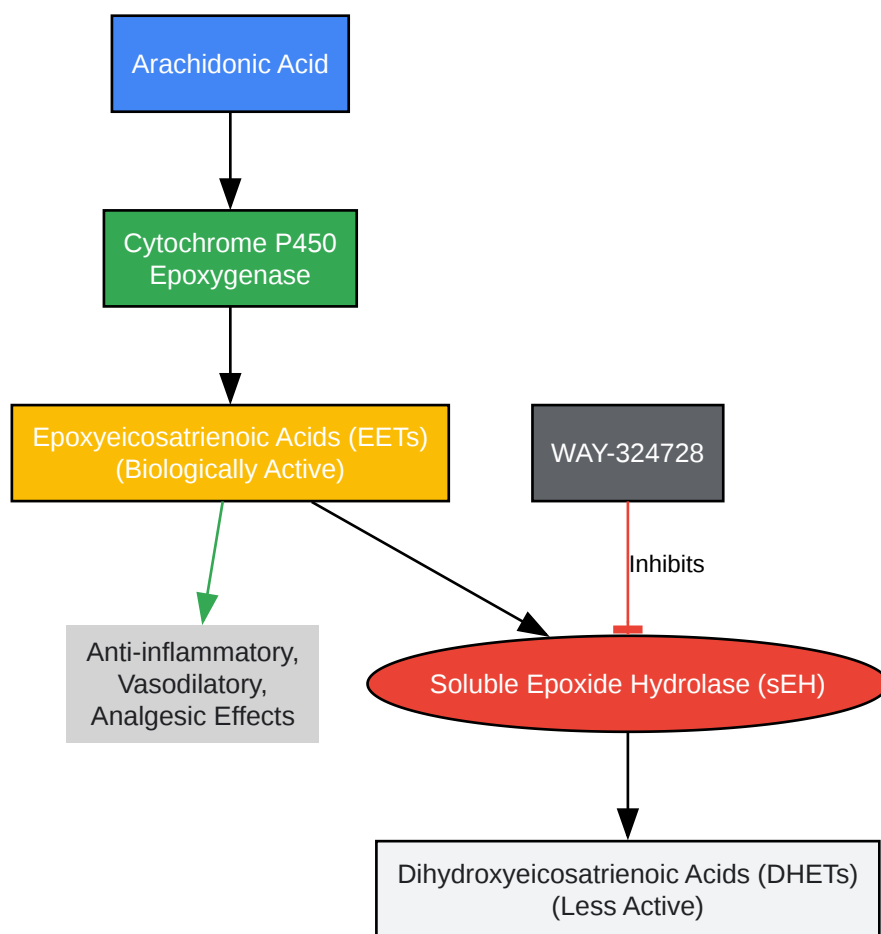 Arachidonic Acid
Cytochrome P450
Epoxygenase
Epoxyeicosatrienoic Acids (EETs)
(Biologically Active)
WAY-324728
Inhibits
Anti-inflammatory,
Vasodilatory,
Analgesic Effects
Soluble Epoxide Hydrolase (sEH)
Dihydroxyeicosatrienoic Acids (DHETs)
(Less Active)